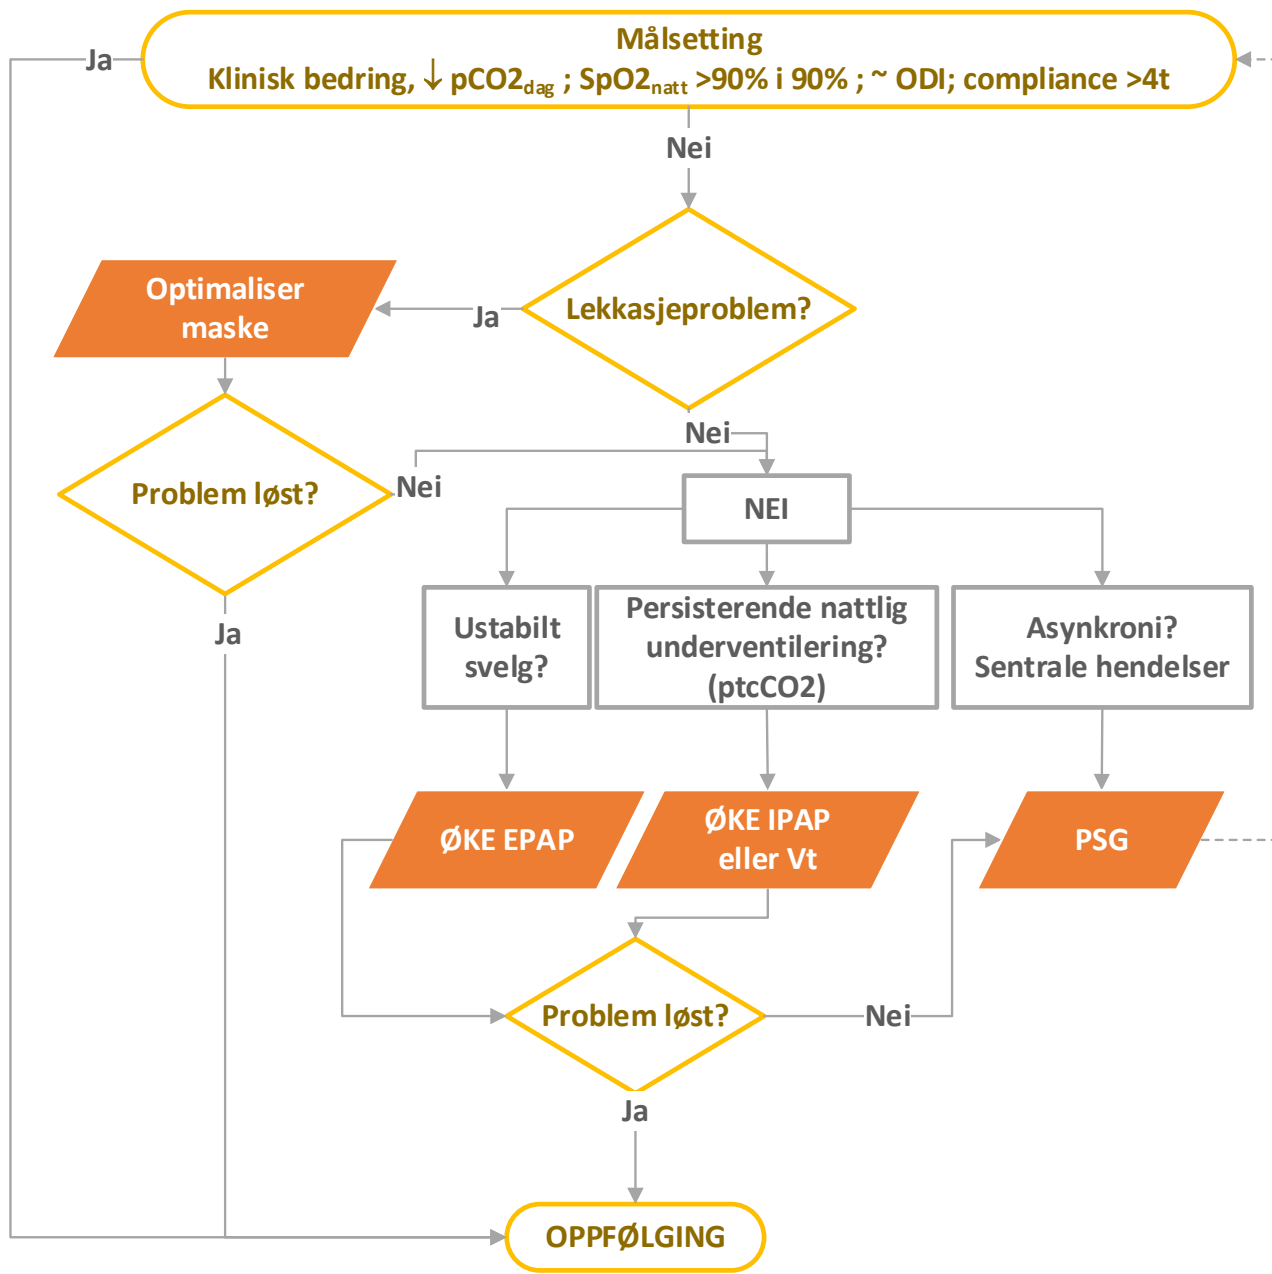 Målsetting
Klinisk bedring, ↓ pCO2dag ; SpO2natt >90% i 90% ; ~ ODI; compliance >4t
Ja
Nei
Lekkasjeproblem?
Ja
Optimaliser
maske
Nei
Problem løst?
Nei
NEI
Ja
Ustabilt
svelg?
Persisterende nattlig
underventilering?
(ptcCO2)
Asynkroni?
Sentrale hendelser
ØKE EPAP
ØKE IPAP
eller Vt
PSG
Problem løst?
Nei
Ja
OPPFØLGING